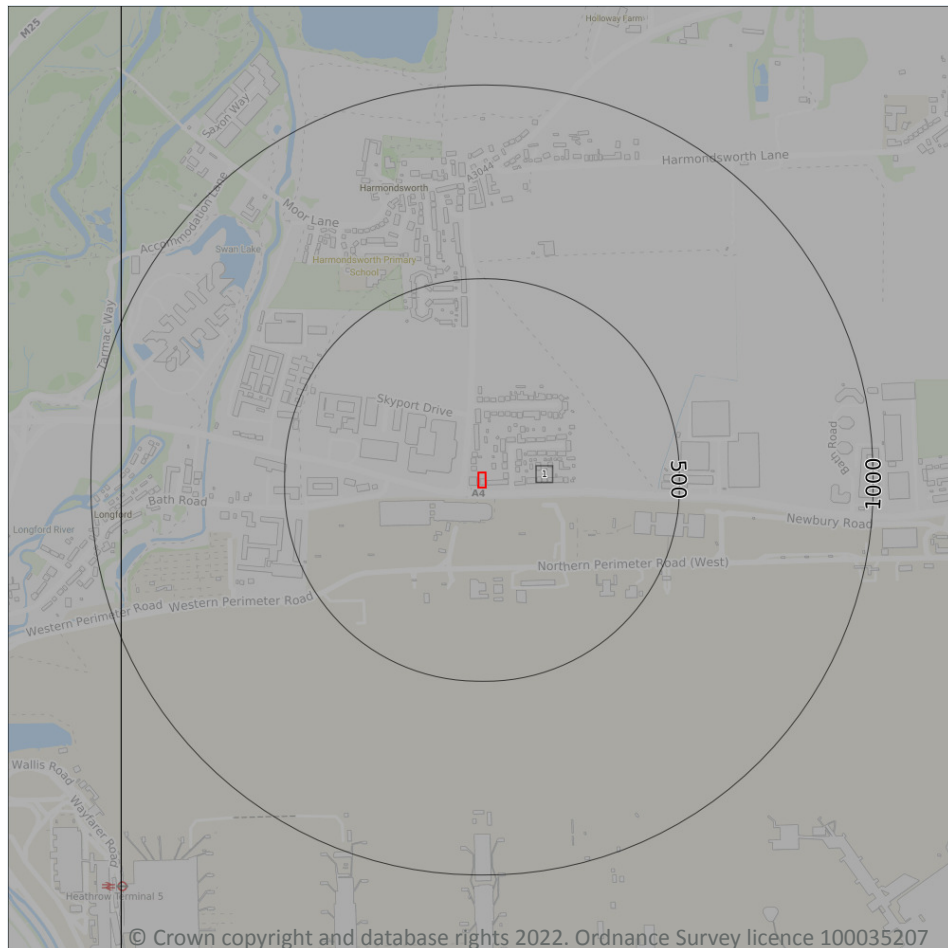 M25
Holloway Farm
Saxon Way
Harmondsworth Lane
A3044
Harmondsworth
Moor Lane
Accommodation Lane
Swan Lake
Harmondsworth Primary
School
Tarmac Way
Skyport Drive
Bath Road
1
500
1000
A4
Bath Road
Longford
Longford River
Newbury Road
Northern Perimeter Road (West)
Western Perimeter Road
Western Perimeter Road
Wallis Road
Wayfarer Road
Heathrow Terminal 5
© Crown copyright and database rights 2022. Ordnance Survey licence 100035207